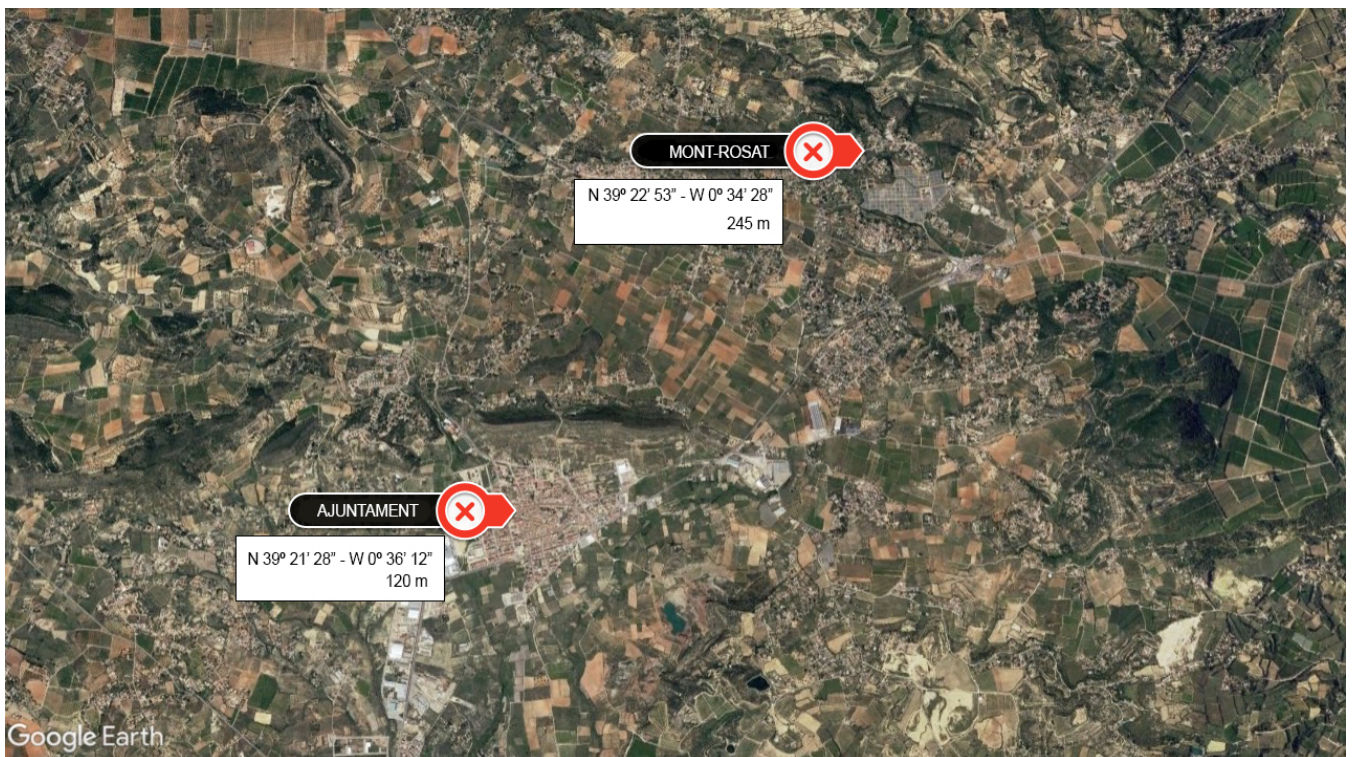 MONT-ROSAT
N 39º 22’ 53” - W 0º 34’ 28”
245 m
AJUNTAMENT
N 39º 21’ 28” - W 0º 36’ 12”
120 m
Google Earth